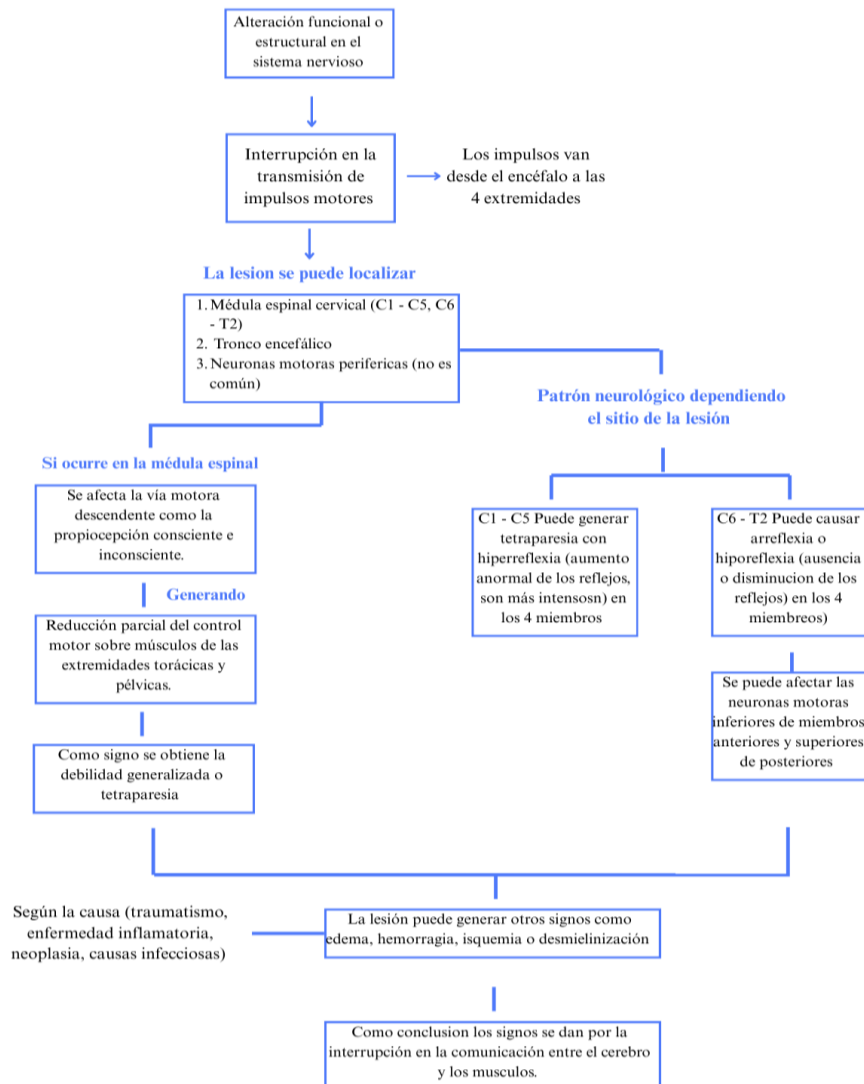 Alteración funcional o
estructural en el
sistema nervioso
Interrupción en la
transmisión de
impulsos motores
Los impulsos van
desde el encéfalo a las
4 extremidades
La lesion se puede localizar
1. Médula espinal cervical (C1 - C5, C6
- T2)
2. Tronco encefálico
3. Neuronas motoras perifericas (no es
común)
Patrón neurológico dependiendo
el sitio de la lesión
Si ocurre en la médula espinal
Se afecta la vía motora
descendente como la
propiocepción consciente e
inconsciente.
Generando
Reducción parcial del control
motor sobre músculos de las
extremidades torácicas y
pélvicas.
Como signo se obtiene la
debilidad generalizada o
tetraparesia
C1 - C5 Puede generar
tetraparesia con
hiperreflexia (aumento
anormal de los reflejos,
son más intensosn) en
los 4 miembros
C6 - T2 Puede causar
arreflexia o
hiporeflexia (ausencia
o disminucion de los
reflejos) en los 4
miembreos)
Se puede afectar las
neuronas motoras
inferiores de miembros
anteriores y superiores
de posteriores
Según la causa (traumatismo,
enfermedad inflamatoria,
neoplasia, causas infecciosas)
La lesión puede generar otros signos como
edema, hemorragia, isquemia o desmielinización
Como conclusion los signos se dan por la
interrupción en la comunicación entre el cerebro
y los musculos.